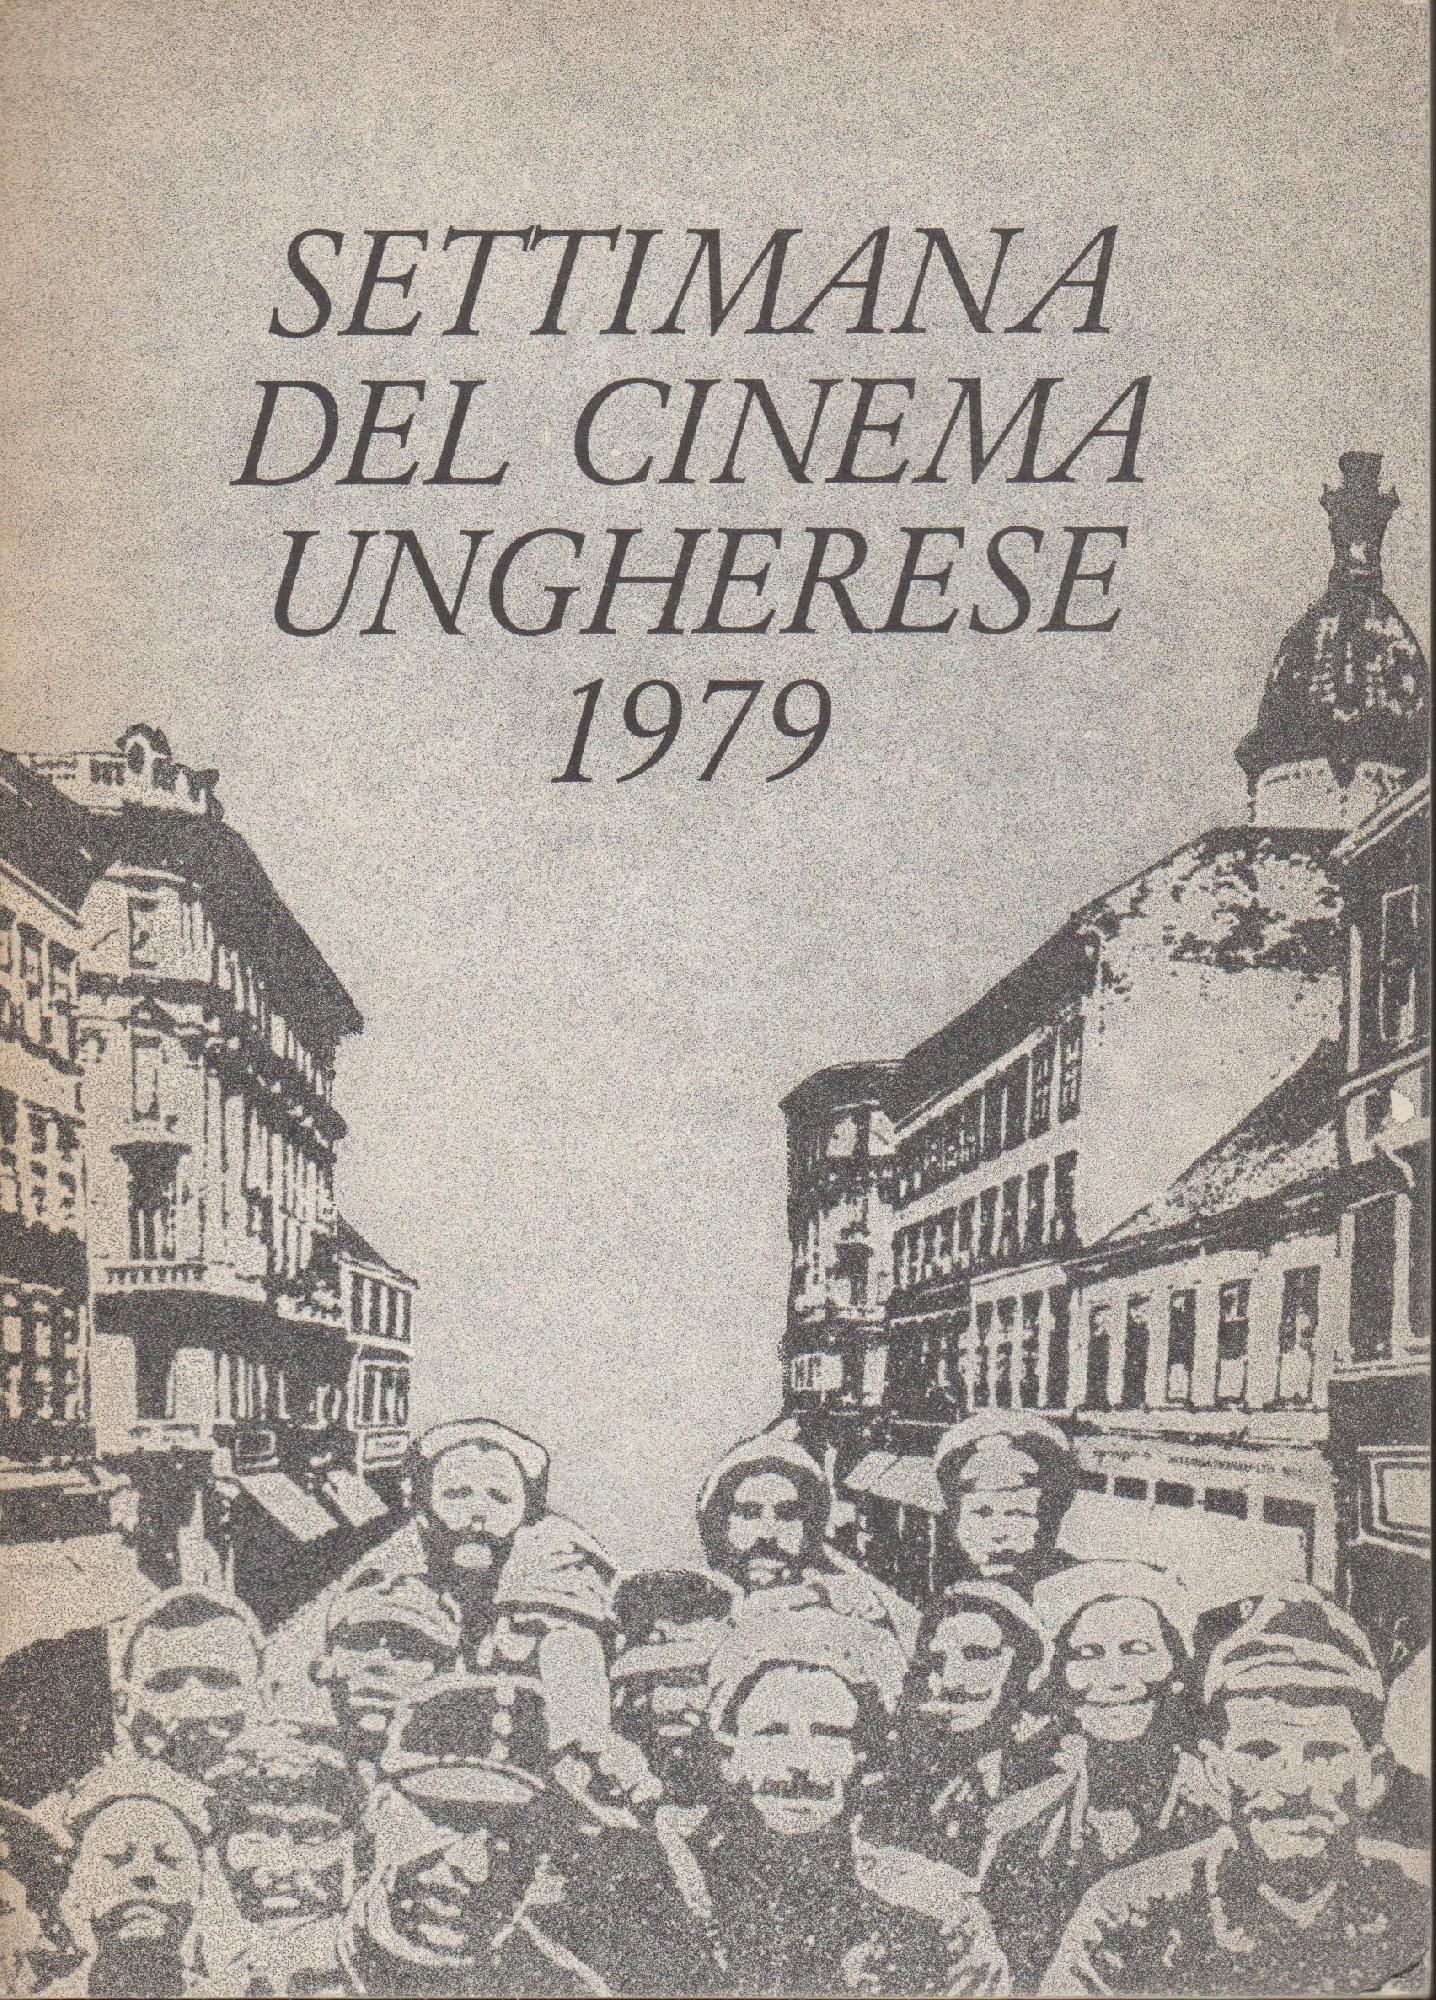 SETTIMANA
DEL CINEMA
UNGHERESE
1979